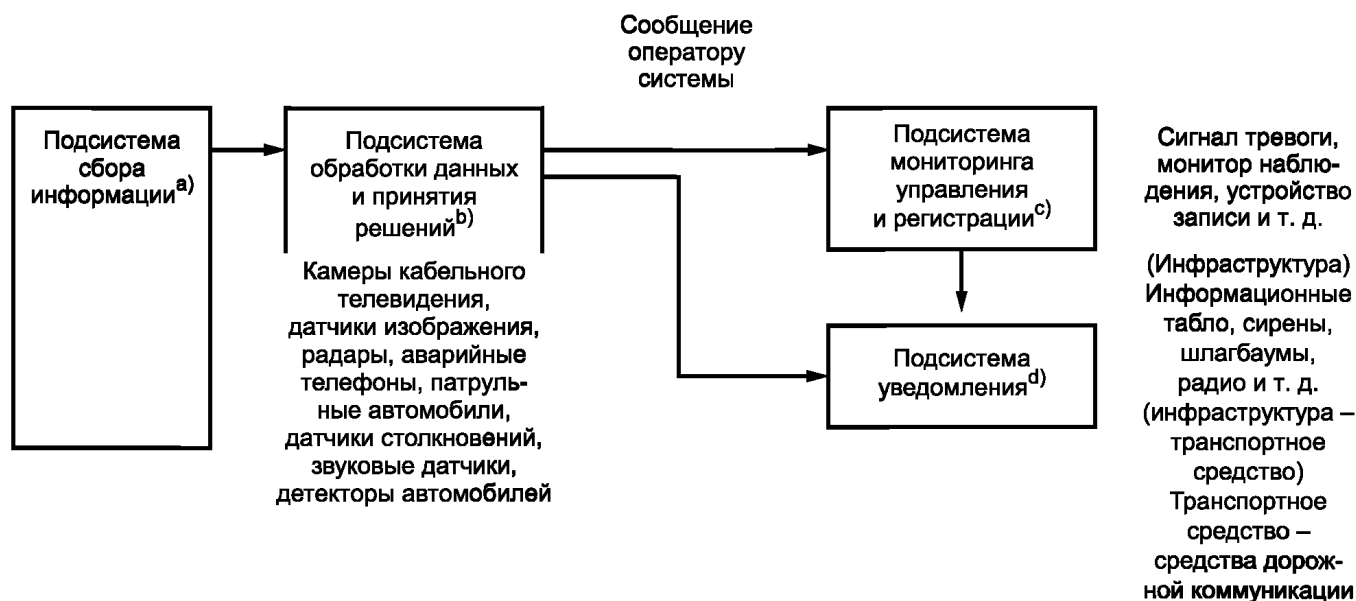 Сообщение
оператору
системы
Подсистема
сбора
информации a)
Подсистема
обработки данных
и принятия
решений b)
Камеры кабельного
телевидения,
датчики изображения,
радары, аварийные
телефоны, патруль-
ные автомобили,
датчики столкновений,
звуковые датчики,
детекторы автомобилей
Подсистема
мониторинга
управления
и регистрации c)
Подсистема
уведомления d)
Сигнал тревоги,
монитор наблю-
дения, устройство
записи и т. д.
(Инфраструктура)
Информационные
табло, сирены,
шлагбаумы,
радио и т. д.
(инфраструктура –
транспортное
средство)
Транспортное
средство –
средства дорож-
ной коммуникации